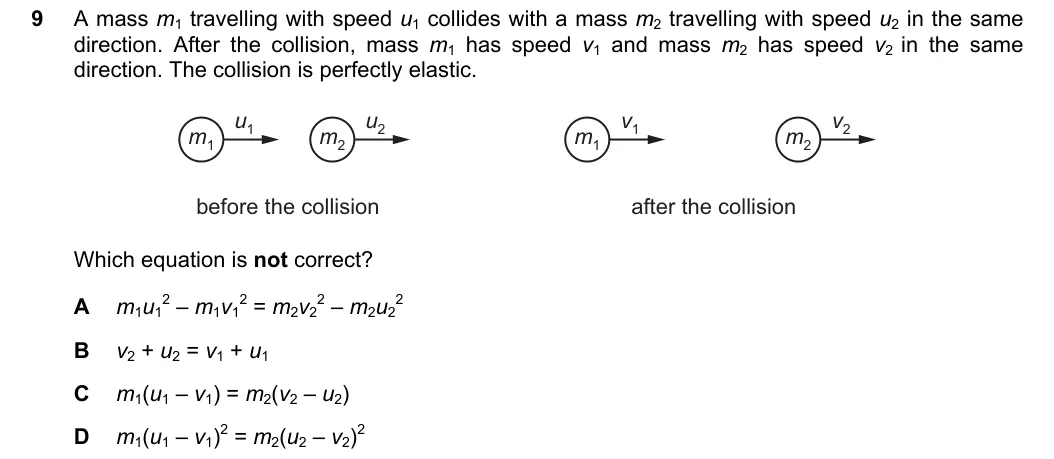 9 A mass m₁ travelling with speed u₁ collides with a mass m₂ travelling with speed u₂ in the same
direction. After the collision, mass m₁ has speed v₁ and mass m₂ has speed v₂ in the same
direction. The collision is perfectly elastic.
m₁ u₁ m₂ u₂ m₁ v₁ m₂ v₂
before the collision after the collision
Which equation is not correct?
A m₁u₁² – m₁v₁² = m₂v₂² – m₂u₂²
B v₂ + u₂ = v₁ + u₁
C m₁(u₁ – v₁) = m₂(v₂ – u₂)
D m₁(u₁ – v₁)² = m₂(u₂ – v₂)²